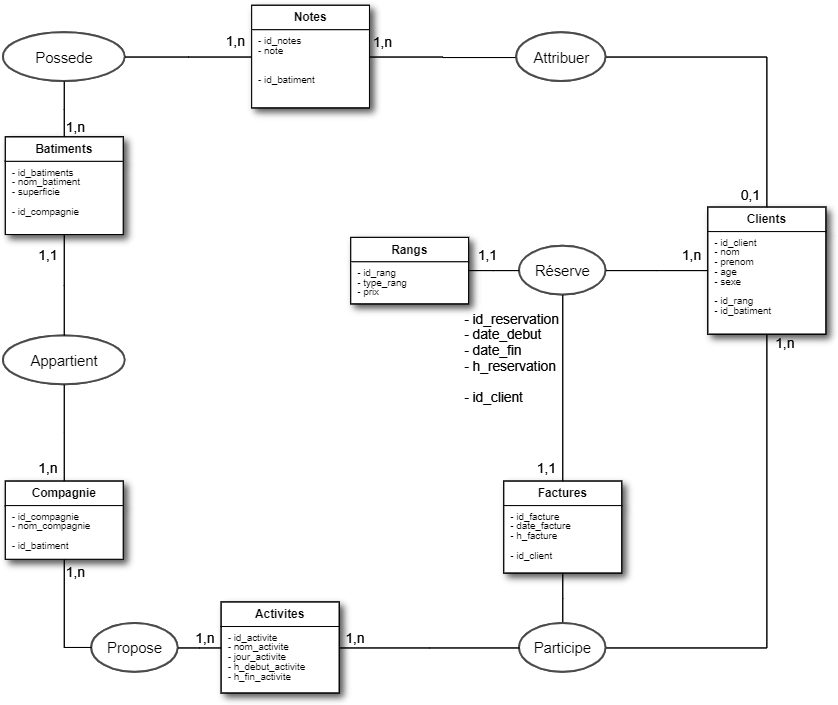 Notes
- id_notes
- note
- id_batiment
1,n
1,n
Possede
Attribuer
1,n
Batiments
- id_batiments
- nom_batiment
- superficie
- id_compagnie
1,1
0,1
Clients
- id_client
- nom
- prenom
- age
- sexe
- id_rang
- id_batiment
1,n
Rangs
- id_rang
- type_rang
- prix
1,1
Réserve
1,n
- id_reservation
- date_debut
- date_fin
- h_reservation
- id_client
Appartient
1,n
Compagnie
- id_compagnie
- nom_compagnie
- id_batiment
1,n
1,1
Factures
- id_facture
- date_facture
- h_facture
- id_client
Propose
1,n
Activites
- id_activite
- nom_activite
- jour_activite
- h_debut_activite
- h_fin_activite
1,n
Participe